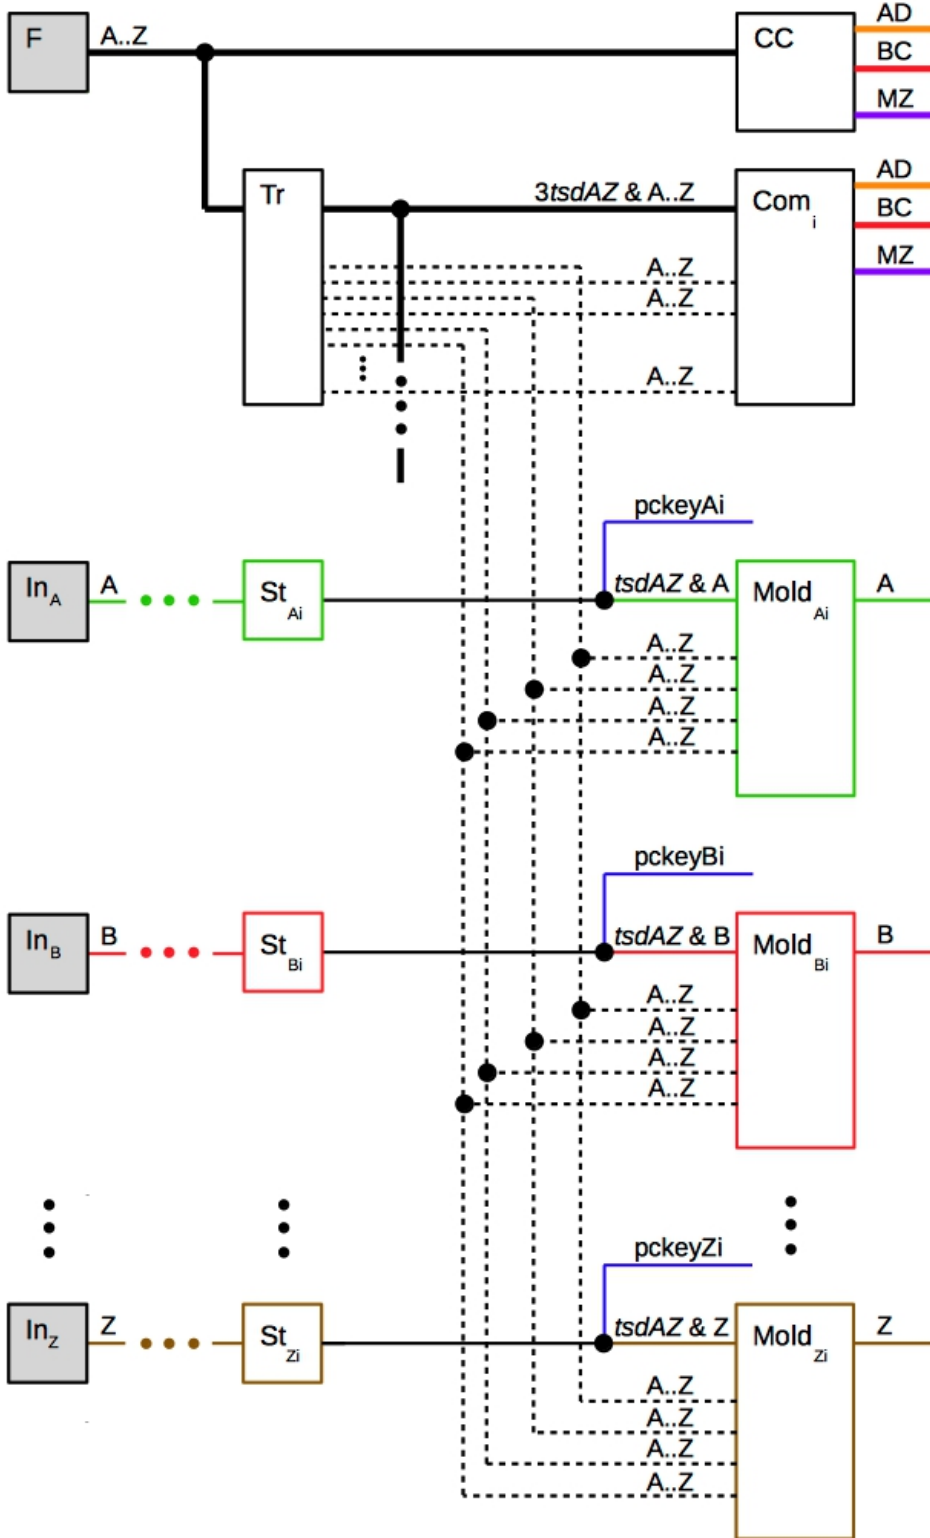 F A..Z CC AD
BC
MZ
Tr 3tsdAZ & A..Z Com i AD
BC
MZ
A..Z
A..Z
A..Z
pckeyAi
In A A St Ai tsdAZ & A Mold Ai A
A..Z
A..Z
A..Z
A..Z
pckeyBi
In B B St Bi tsdAZ & B Mold Bi B
A..Z
A..Z
A..Z
A..Z
pckeyZi
In Z Z St Zi tsdAZ & Z Mold Zi Z
A..Z
A..Z
A..Z
A..Z